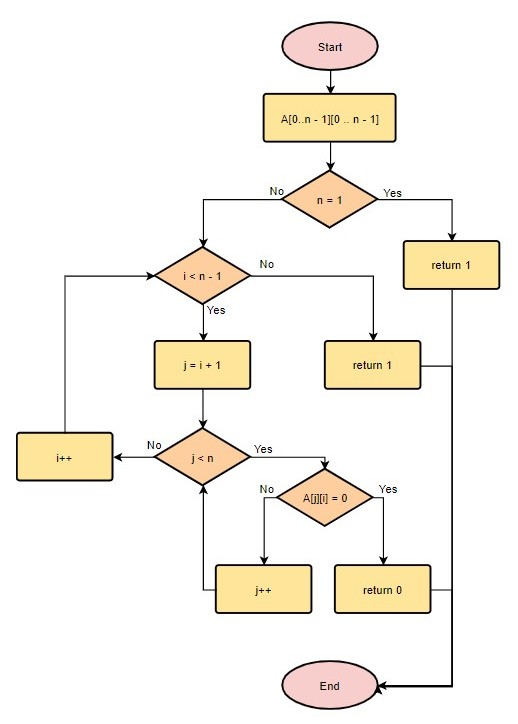 Start
A[0..n - 1][0 .. n - 1]
n = 1
No
Yes
return 1
i < n - 1
No
Yes
j = i + 1
return 1
i++
No
j < n
Yes
A[j][i] = 0
No
Yes
j++
return 0
End